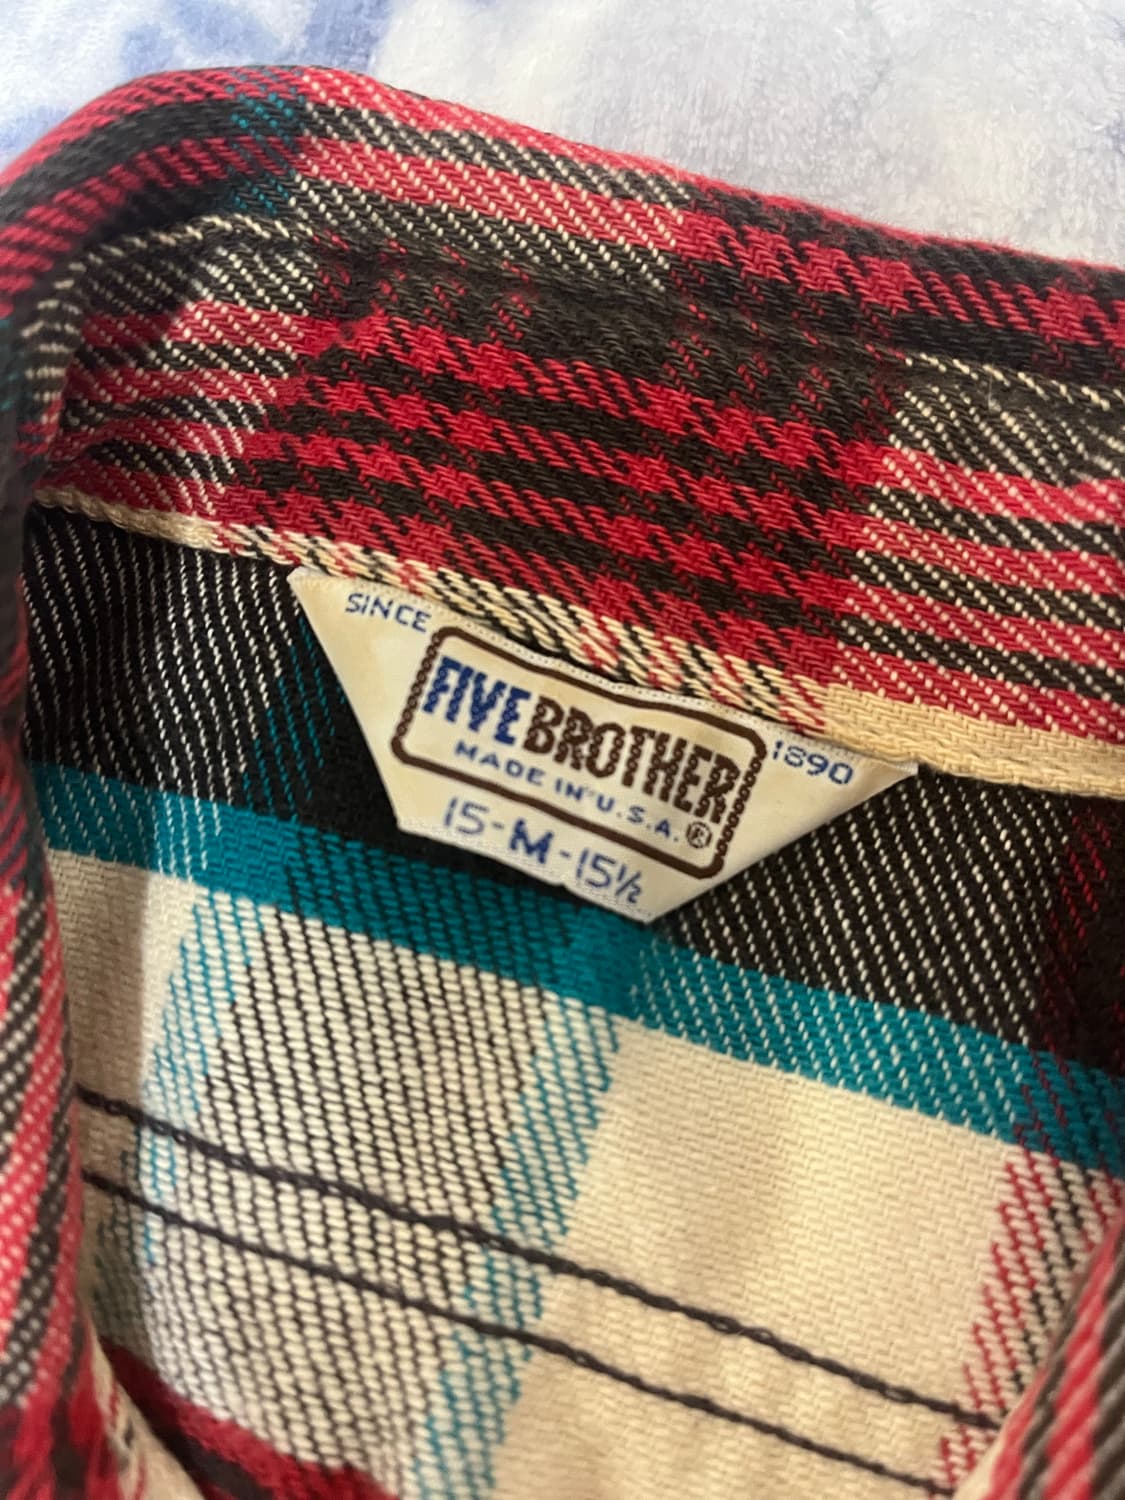 SINCE 1890
FIVE BROTHER
MADE IN U.S.A. ®
15-M-15½